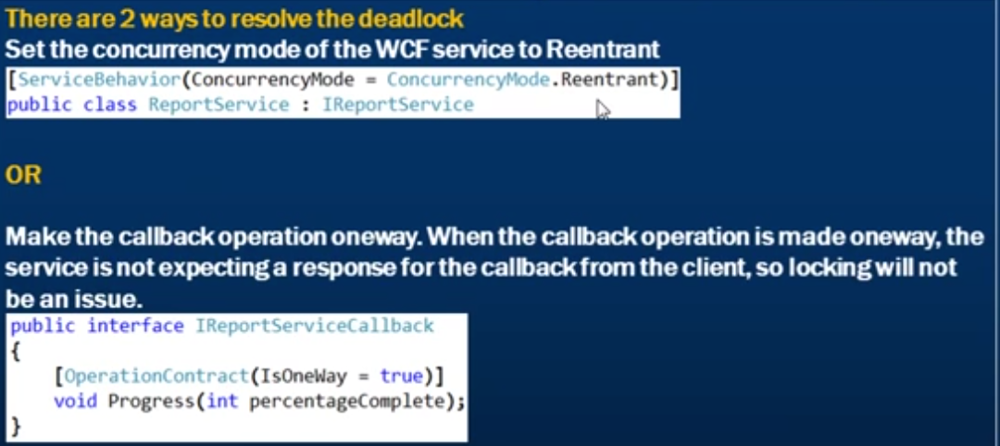 There are 2 ways to resolve the deadlock
Set the concurrency mode of the WCF service to Reentrant
[ServiceBehavior(ConcurrencyMode = ConcurrencyMode.Reentrant)]
public class ReportService : IReportService
OR
Make the callback operation oneway. When the callback operation is made oneway, the
service is not expecting a response for the callback from the client, so locking will not
be an issue.
public interface IReportServiceCallback
{
    [OperationContract(IsOneWay = true)]
    void Progress(int percentageComplete);
}